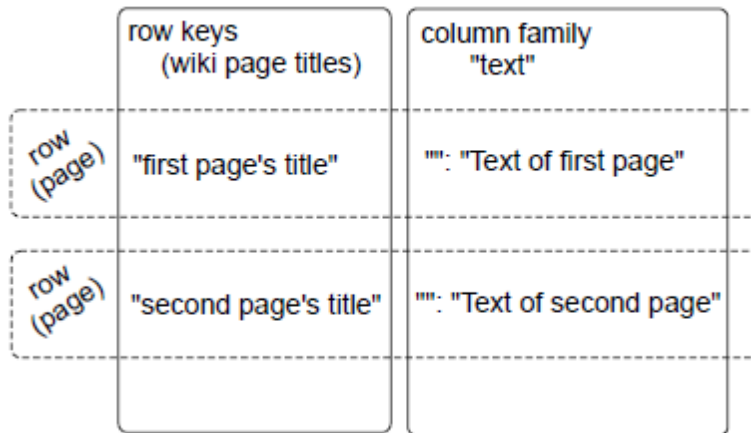 row keys
(wiki page titles)
column family
"text"
row
(page)
"first page's title"
"": "Text of first page"
row
(page)
"second page's title"
"": "Text of second page"